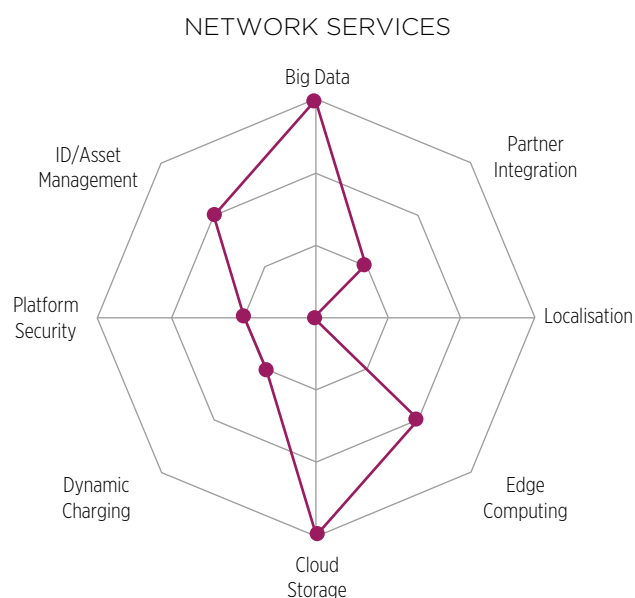 NETWORK SERVICES
Big Data
Partner
Integration
ID/Asset
Management
Platform
Security
Localisation
Dynamic
Charging
Edge
Computing
Cloud
Storage